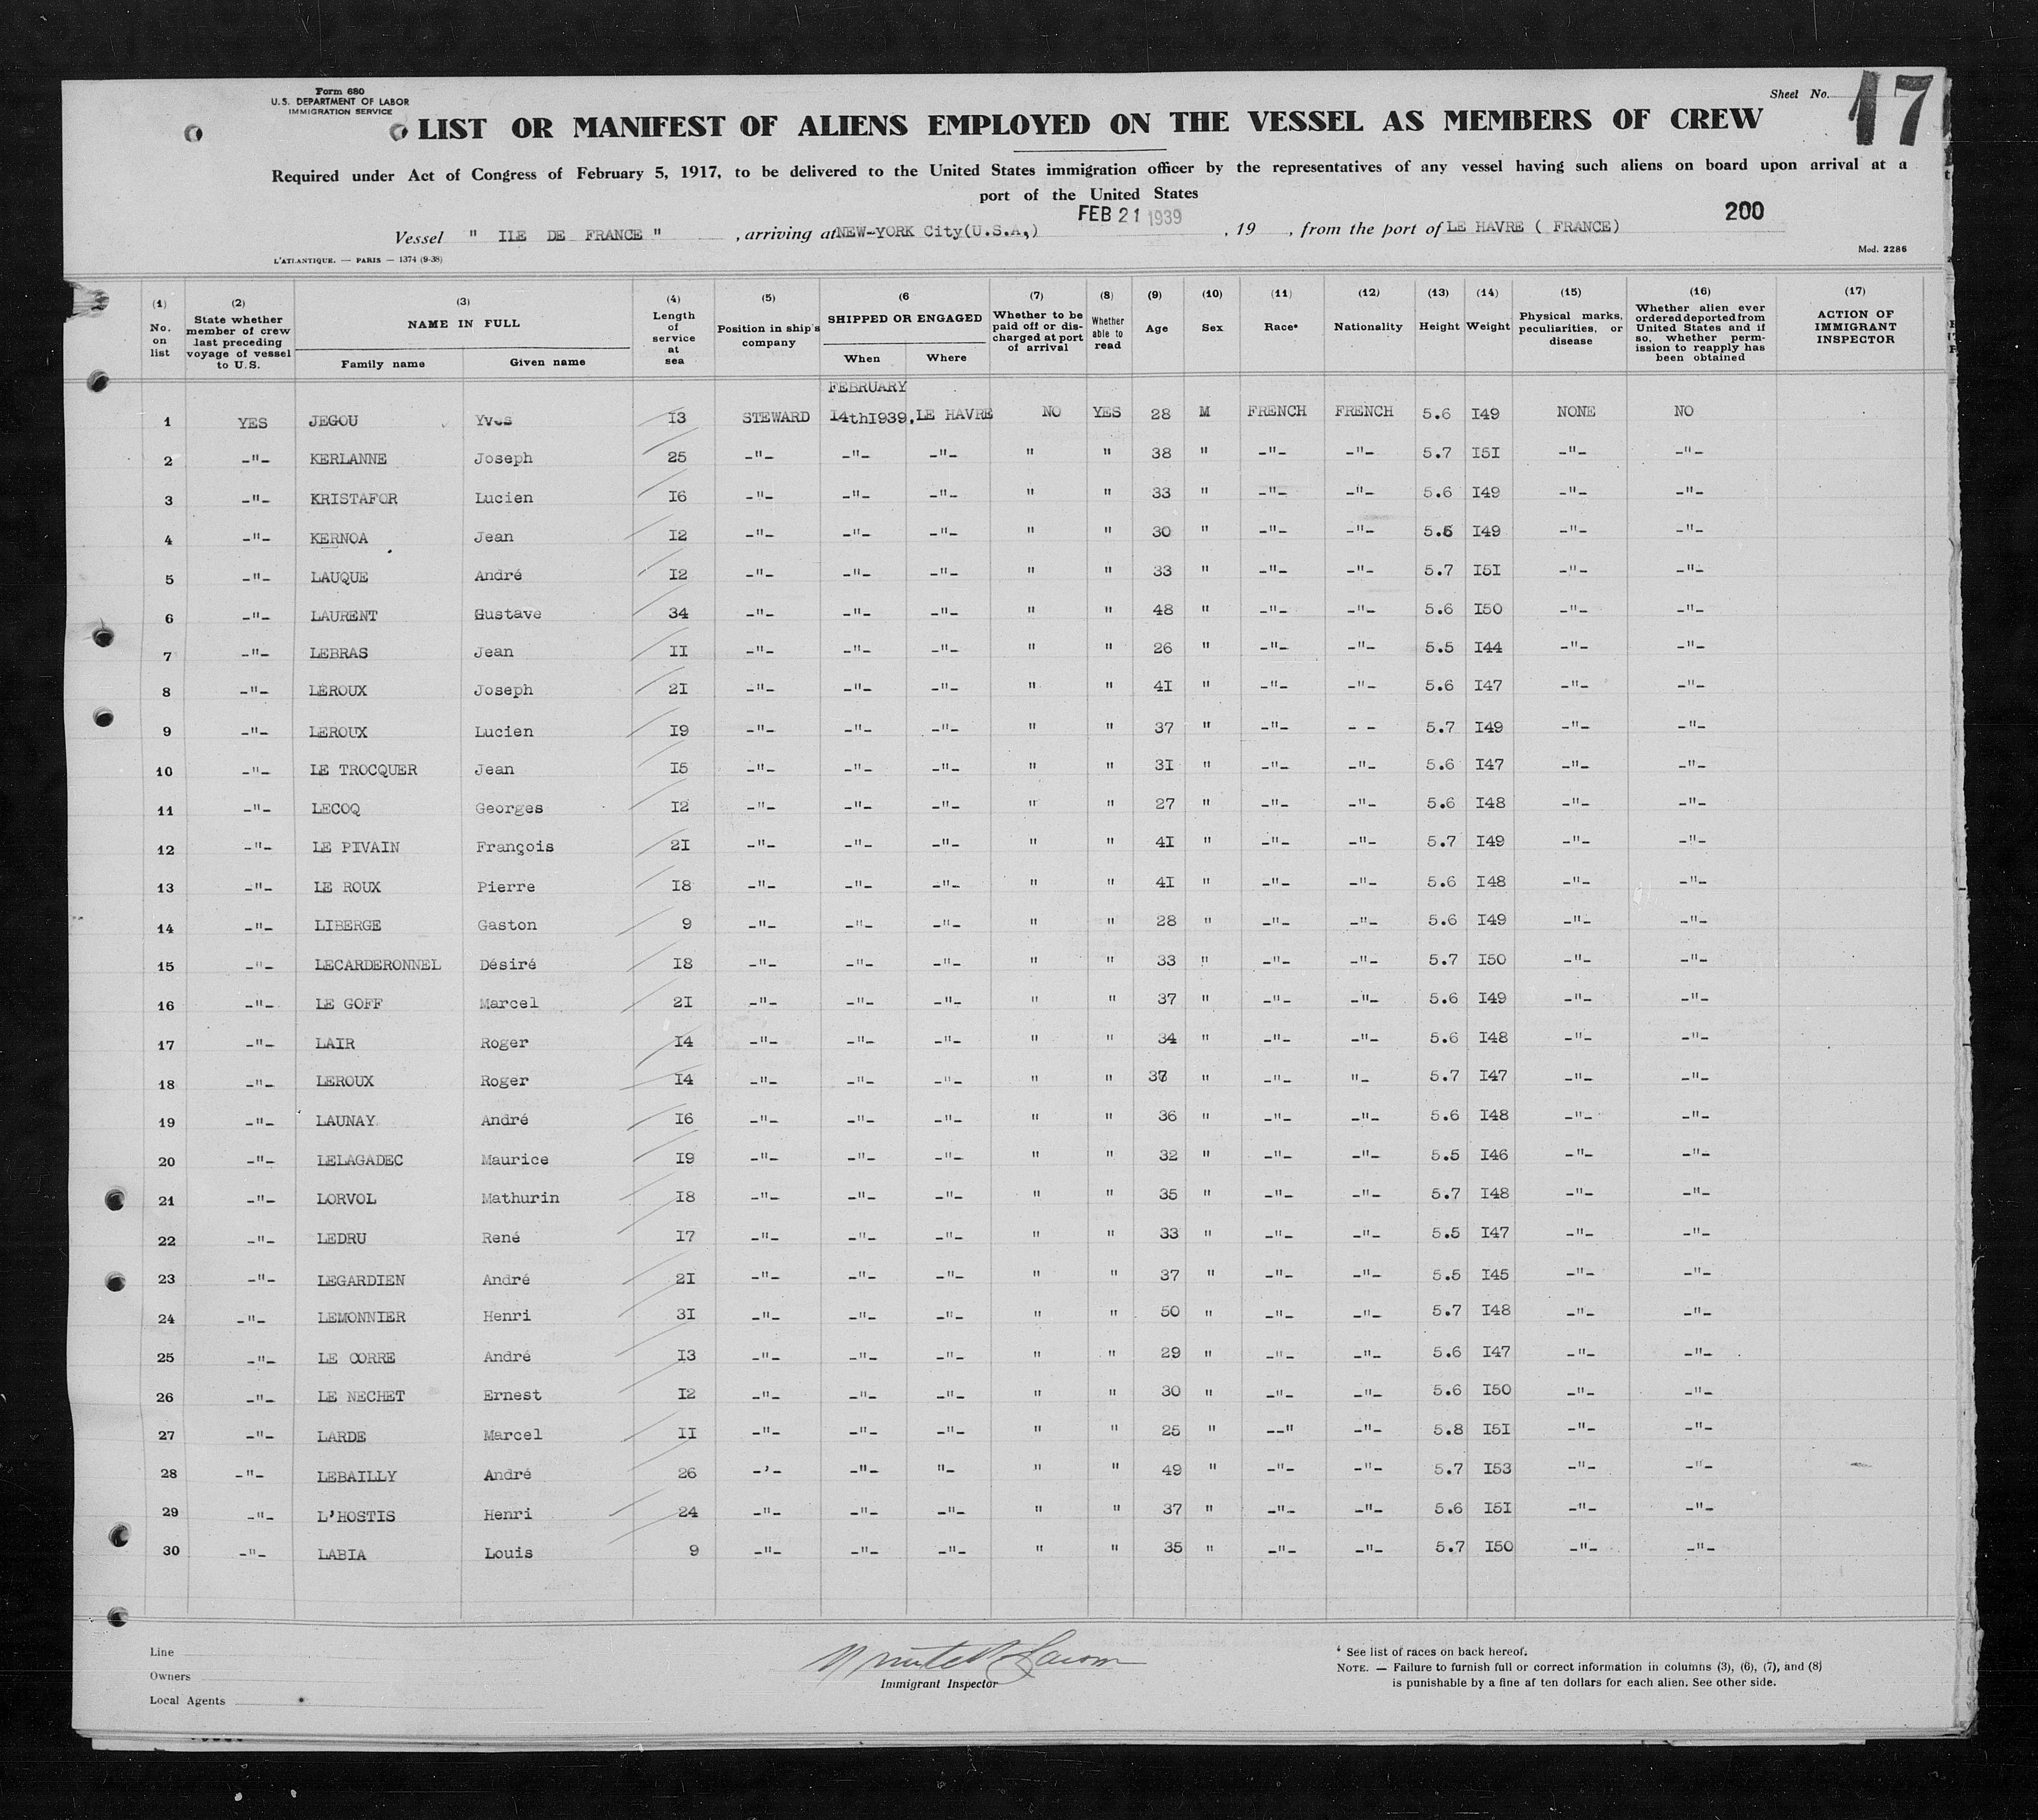 Form 680
U.S. DEPARTMENT OF LABOR
IMMIGRATION SERVICE
Sheet No. 17
LIST OR MANIFEST OF ALIENS EMPLOYED ON THE VESSEL AS MEMBERS OF CREW
Required under Act of Congress of February 5, 1917, to be delivered to the United States immigration officer by the representatives of any vessel having such aliens on board upon arrival at a
port of the United States
FEB 21 1939
200
Vessel " ILE DE FRANCE " , arriving at NEW-YORK City(U.S.A,) , 19 , from the port of LE HAVRE ( FRANCE)
L'ATLANTIQUE. — PARIS — 1374 (9-38)
Mod. 2286
(1) No. on list
(2) State whether member of crew last preceding voyage of vessel to U.S.
(3) NAME IN FULL
Family name Given name
(4) Length of service at sea
(5) Position in ship's company
(6 SHIPPED OR ENGAGED
When Where
(7) Whether to be paid off or discharged at port of arrival
(8) Whether able to read
(9) Age
(10) Sex
(11) Race*
(12) Nationality
(13) Height
(14) Weight
(15) Physical marks, peculiarities, or disease
(16) Whether alien ever ordered deported from United States and if so, whether permission to reapply has been obtained
(17) ACTION OF IMMIGRANT INSPECTOR
FEBRUARY
1 YES JEGOU Yves I3 STEWARD I4thI939. LE HAVRE NO YES 28 M FRENCH FRENCH 5.6 I49 NONE NO
2 -"- KERLANNE Joseph 25 -"- -"- -"- " " 38 " -"- -"- 5.7 I5I -"- -"-
3 -"- KRISTAFOR Lucien I6 -"- -"- -"- " " 33 " -"- -"- 5.6 I49 -"- -"-
4 -"- KERNOA Jean I2 -"- -"- -"- " " 30 " -"- -"- 5.6 I49 -"- -"-
5 -"- LAUQUE André I2 -"- -"- -"- " " 33 " -"- -"- 5.7 I5I -"- -"-
6 -"- LAURENT Gustave 34 -"- -"- -"- " " 48 " -"- -"- 5.6 I50 -"- -"-
7 -"- LEBRAS Jean II -"- -"- -"- " " 26 " -"- -"- 5.5 I44 -"- -"-
8 -"- LEROUX Joseph 2I -"- -"- -"- " " 4I " -"- -"- 5.6 I47 -"- -"-
9 -"- LEROUX Lucien I9 -"- -"- -"- " " 37 " -"- - - 5.7 I49 -"- -"-
10 -"- LE TROCQUER Jean I5 -"- -"- -"- " " 3I " -"- -"- 5.6 I47 -"- -"-
11 -"- LECOQ Georges I2 -"- -"- -"- " " 27 " -"- -"- 5.6 I48 -"- -"-
12 -"- LE PIVAIN François 2I -"- -"- -"- " " 4I " -"- -"- 5.7 I49 -"- -"-
13 -"- LE ROUX Pierre I8 -"- -"- -"- " " 4I " -"- -"- 5.6 I48 -"- -"-
14 -"- LIBERGE Gaston 9 -"- -"- -"- " " 28 " -"- -"- 5.6 I49 -"- -"-
15 -"- LECARDERONNEL Désiré I8 -"- -"- -"- " " 33 " -"- -"- 5.7 I50 -"- -"-
16 -"- LE GOFF Marcel 2I -"- -"- -"- " " 37 " -"- -"- 5.6 I49 -"- -"-
17 -"- LAIR Roger I4 -"- -"- -"- " " 34 " -"- -"- 5.6 I48 -"- -"-
18 -"- LEROUX Roger I4 -"- -"- -"- " " " -"- "- 5.7 I47 -"- -"-
19 -"- LAUNAY André I6 -"- -"- -"- " " 36 " -"- -"- 5.6 I48 -"- -"-
20 -"- LELAGADEC Maurice I9 -"- -"- -"- " " 32 " -"- -"- 5.5 I46 -"- -"-
21 -"- LORVOL Mathurin I8 -"- -"- -"- " " 35 " -"- -"- 5.7 I48 -"- -"-
22 -"- LEDRU René I7 -"- -"- -"- " " 33 " -"- -"- 5.5 I47 -"- -"-
23 -"- LEGARDIEN André 2I -"- -"- -"- " " 37 " -"- -"- 5.5 I45 -"- -"-
24 -"- LEMONNIER Henri 3I -"- -"- -"- " " 50 " -"- -"- 5.7 I48 -"- -"-
25 -"- LE CORRE André I3 -"- -"- -"- " " 29 " -"- -"- 5.6 I47 -"- -"-
26 -"- LE NECHET Ernest I2 -"- -"- -"- " " 30 " -"- -"- 5.6 I50 -"- -"-
27 -"- LARDE Marcel II -"- -"- -"- " " 25 " --" -"- 5.8 I5I -"- -"-
28 -"- LEBAILLY André 26 -'- -"- "- " " 49 " -"- -"- 5.7 I53 -"- -"-
29 -"- L'HOSTIS Henri 24 -"- -"- -"- " " 37 " -"- -"- 5.6 I5I -"- -"-
30 -"- LABIA Louis 9 -"- -"- -"- " " 35 " -"- -"- 5.7 I50 -"- -"-
Line
Owners
Local Agents
Immigrant Inspector
* See list of races on back hereof.
NOTE. — Failure to furnish full or correct information in columns (3), (6), (7), and (8)
is punishable by a fine af ten dollars for each alien. See other side.